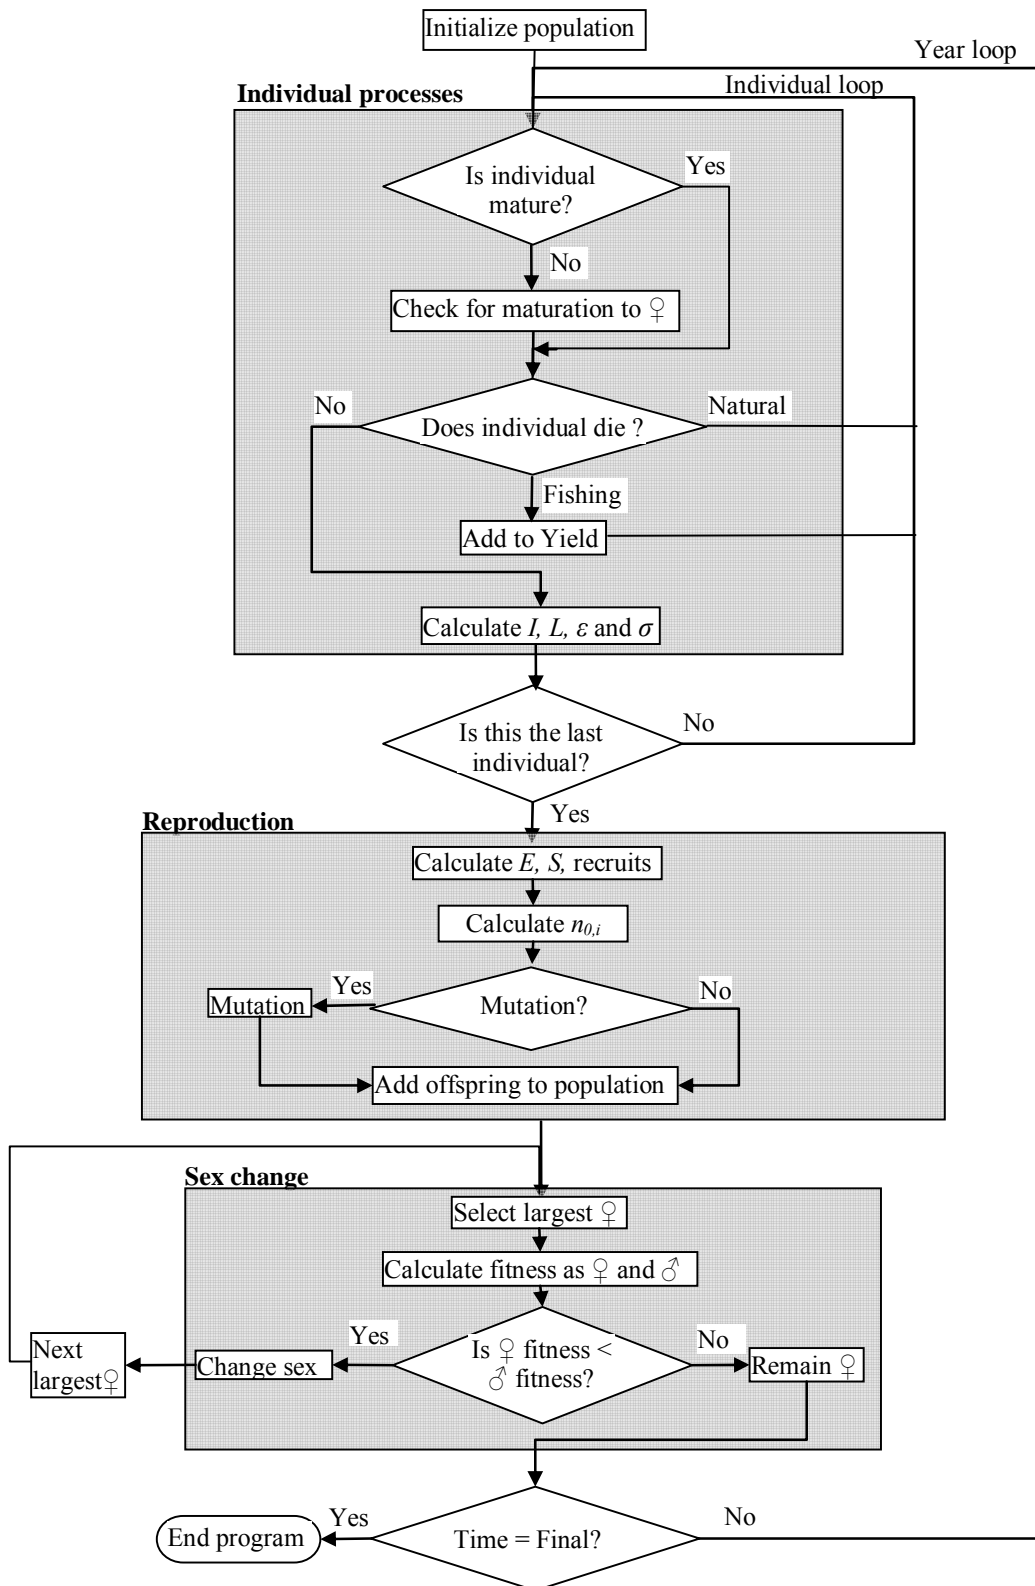 Initialize population
Year loop
Individual loop
Individual processes
Is individual
mature?
Yes
No
Check for maturation to ♀
No
Does individual die ?
Natural
Fishing
Add to Yield
Calculate I, L, ε and σ
Is this the last
individual?
No
Yes
Reproduction
Calculate E, S, recruits
Calculate n0,i
Mutation?
Yes
No
Mutation
Add offspring to population
Sex change
Select largest ♀
Calculate fitness as ♀ and ♂
Is ♀ fitness <
♂ fitness?
Yes
No
Next
largest♀
Change sex
Remain ♀
Time = Final?
Yes
No
End program